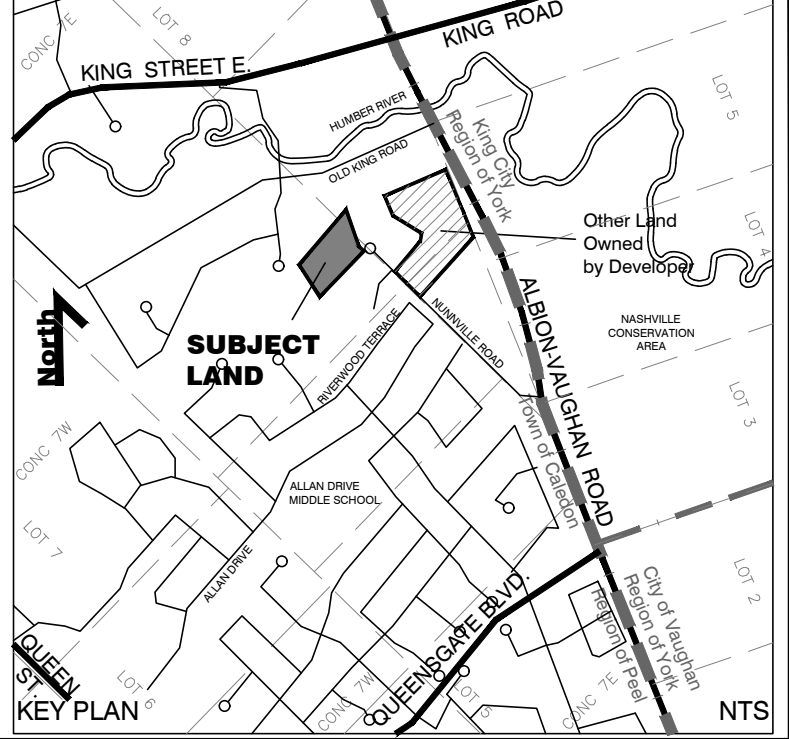 CONC 7E
LOT 8
KING ROAD
KING STREET E.
HUMBER RIVER
LOT 5
OLD KING ROAD
King City
Region of York
Other Land
Owned
by Developer
LOT 4
ALBION-VAUGHAN ROAD
North
NUNNVILLE ROAD
NASHVILLE
CONSERVATION
AREA
SUBJECT
LAND
RIVERWOOD TERRACE
LOT 3
Town of Caledon
CONC 7W
ALLAN DRIVE
MIDDLE SCHOOL
LOT 7
ALLAN DRIVE
LOT 2
QUEENSGATE BLVD.
City of Vaughan
Region of York
Region of Peel
QUEEN
ST.
LOT 6
CONC 7W
LOT 5
CONC 7E
KEY PLAN
NTS